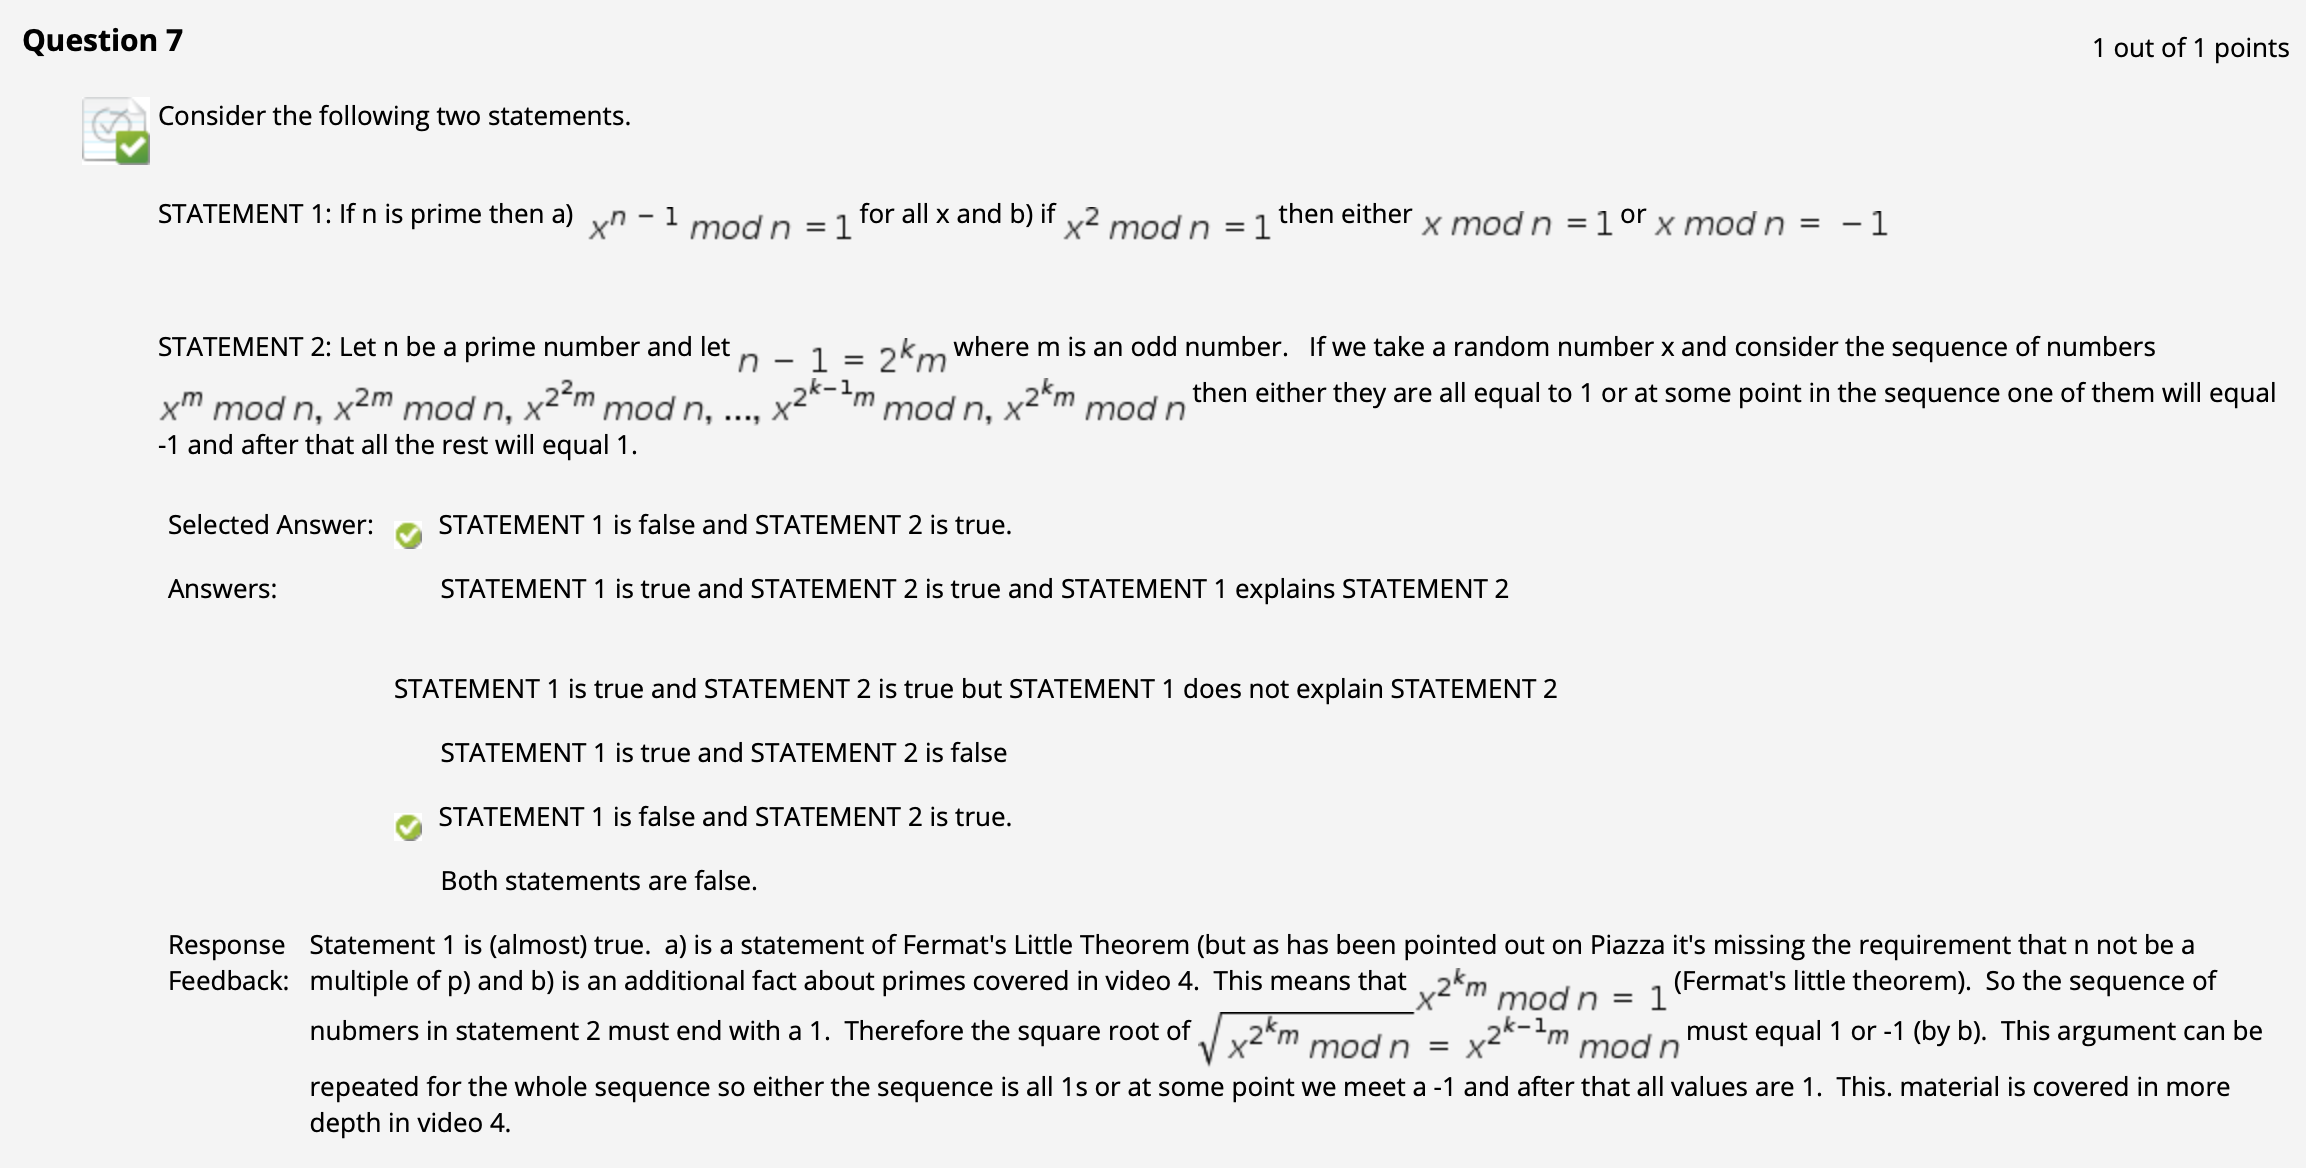 Question 7
1 out of 1 points
Consider the following two statements.
STATEMENT 1: If n is prime then a) x^{n − 1} mod n = 1 for all x and b) if x^2 mod n = 1 then either x mod n = 1 or x mod n = − 1
STATEMENT 2: Let n be a prime number and let n − 1 = 2^k m where m is an odd number. If we take a random number x and consider the sequence of numbers
x^m mod n, x^{2m} mod n, x^{2^2m} mod n, ..., x^{2^{k−1}m} mod n, x^{2^km} mod n then either they are all equal to 1 or at some point in the sequence one of them will equal
-1 and after that all the rest will equal 1.
Selected Answer: STATEMENT 1 is false and STATEMENT 2 is true.
Answers: STATEMENT 1 is true and STATEMENT 2 is true and STATEMENT 1 explains STATEMENT 2
STATEMENT 1 is true and STATEMENT 2 is true but STATEMENT 1 does not explain STATEMENT 2
STATEMENT 1 is true and STATEMENT 2 is false
STATEMENT 1 is false and STATEMENT 2 is true.
Both statements are false.
Response Statement 1 is (almost) true. a) is a statement of Fermat's Little Theorem (but as has been pointed out on Piazza it's missing the requirement that n not be a
Feedback: multiple of p) and b) is an additional fact about primes covered in video 4. This means that x^{2^km} mod n = 1 (Fermat's little theorem). So the sequence of
nubmers in statement 2 must end with a 1. Therefore the square root of √(x^{2^km} mod n) = x^{2^{k−1}m} mod n must equal 1 or -1 (by b). This argument can be
repeated for the whole sequence so either the sequence is all 1s or at some point we meet a -1 and after that all values are 1. This. material is covered in more
depth in video 4.